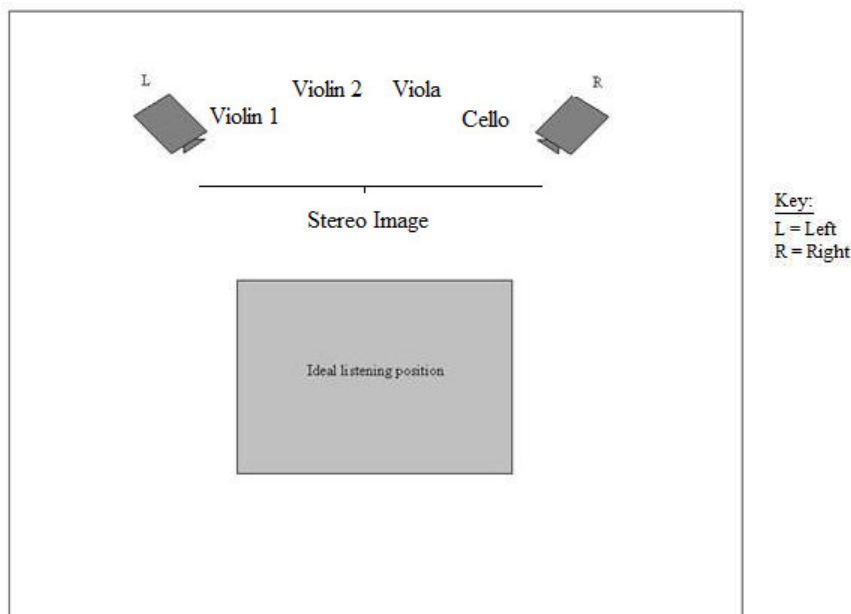 L
R
Violin 2
Viola
Violin 1
Cello
Stereo Image
Key:
L = Left
R = Right
Ideal listening position